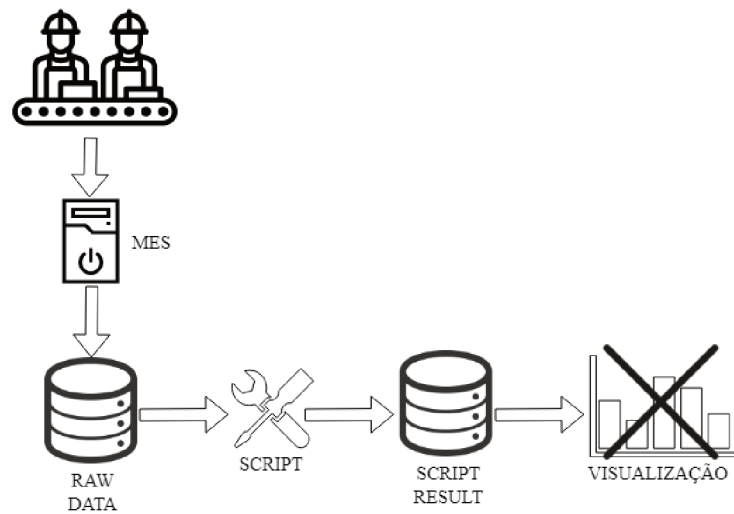 MES
RAW
DATA
SCRIPT
SCRIPT
RESULT
VISUALIZAÇÃO